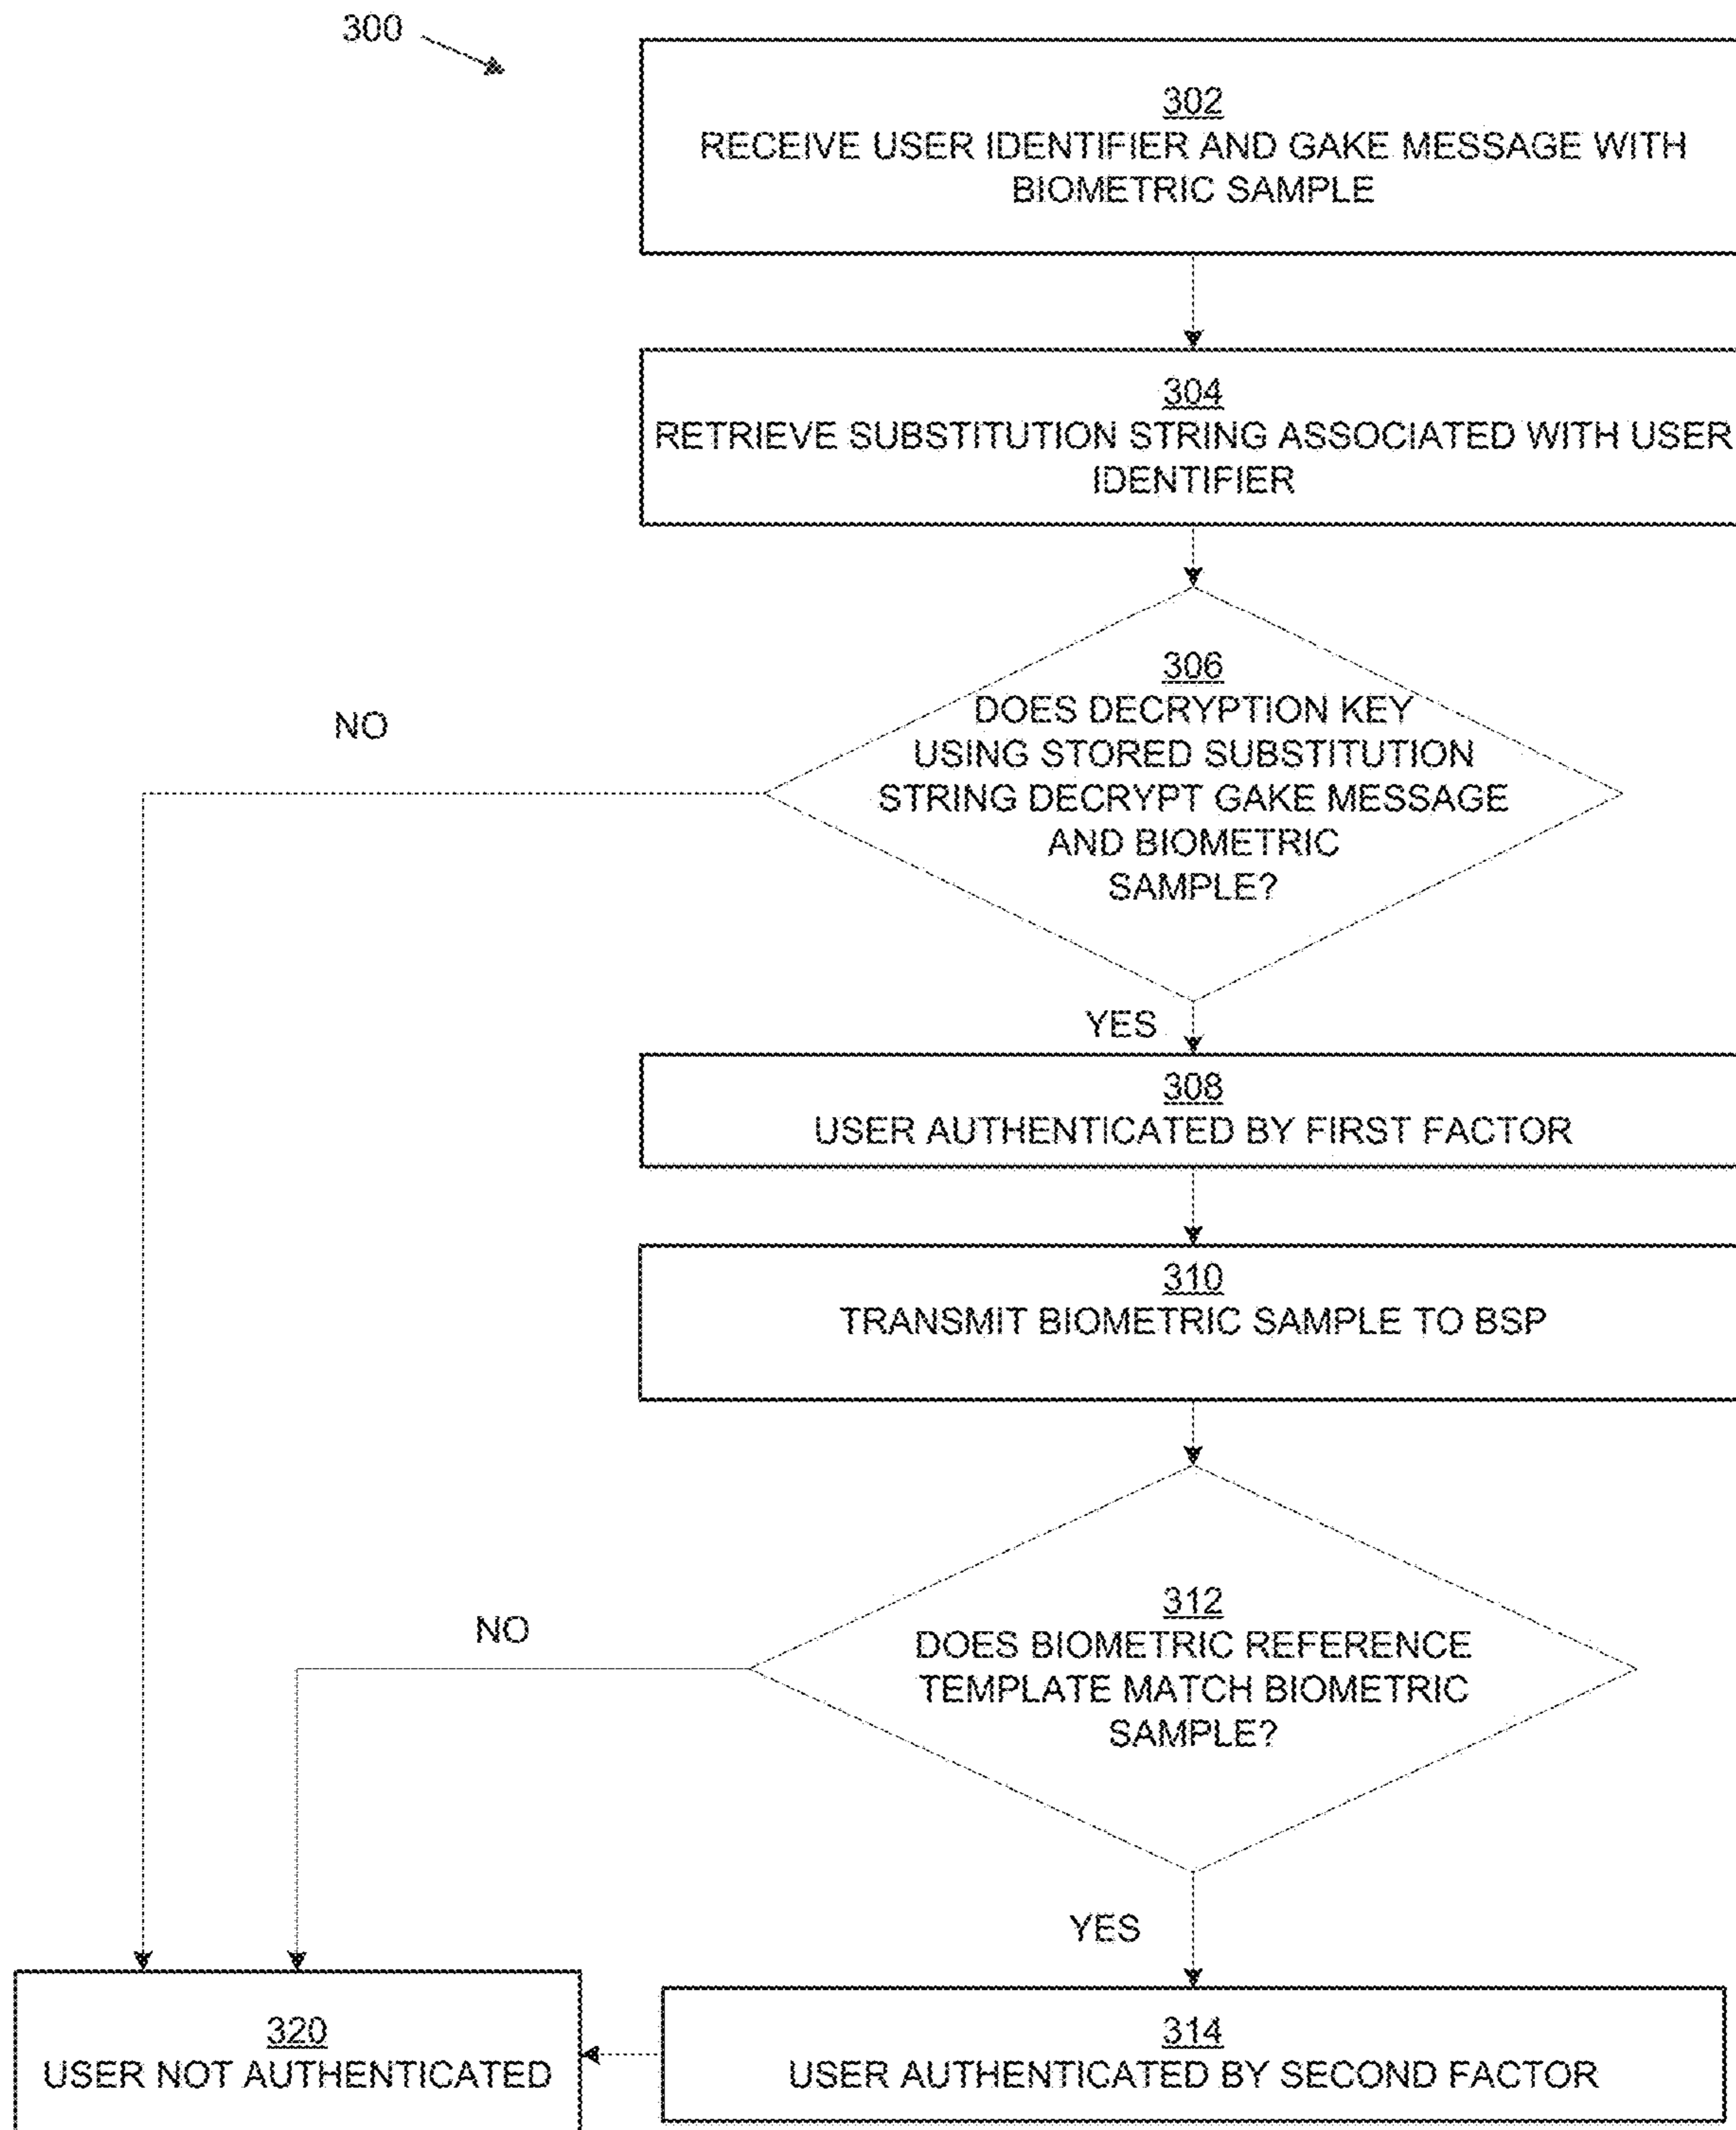 300
302
RECEIVE USER IDENTIFIER AND GAKE MESSAGE WITH
BIOMETRIC SAMPLE
304
RETRIEVE SUBSTITUTION STRING ASSOCIATED WITH USER
IDENTIFIER
306
DOES DECRYPTION KEY
USING STORED SUBSTITUTION
STRING DECRYPT GAKE MESSAGE
AND BIOMETRIC
SAMPLE?
NO
YES
308
USER AUTHENTICATED BY FIRST FACTOR
310
TRANSMIT BIOMETRIC SAMPLE TO BSP
312
DOES BIOMETRIC REFERENCE
TEMPLATE MATCH BIOMETRIC
SAMPLE?
NO
YES
320
USER NOT AUTHENTICATED
314
USER AUTHENTICATED BY SECOND FACTOR